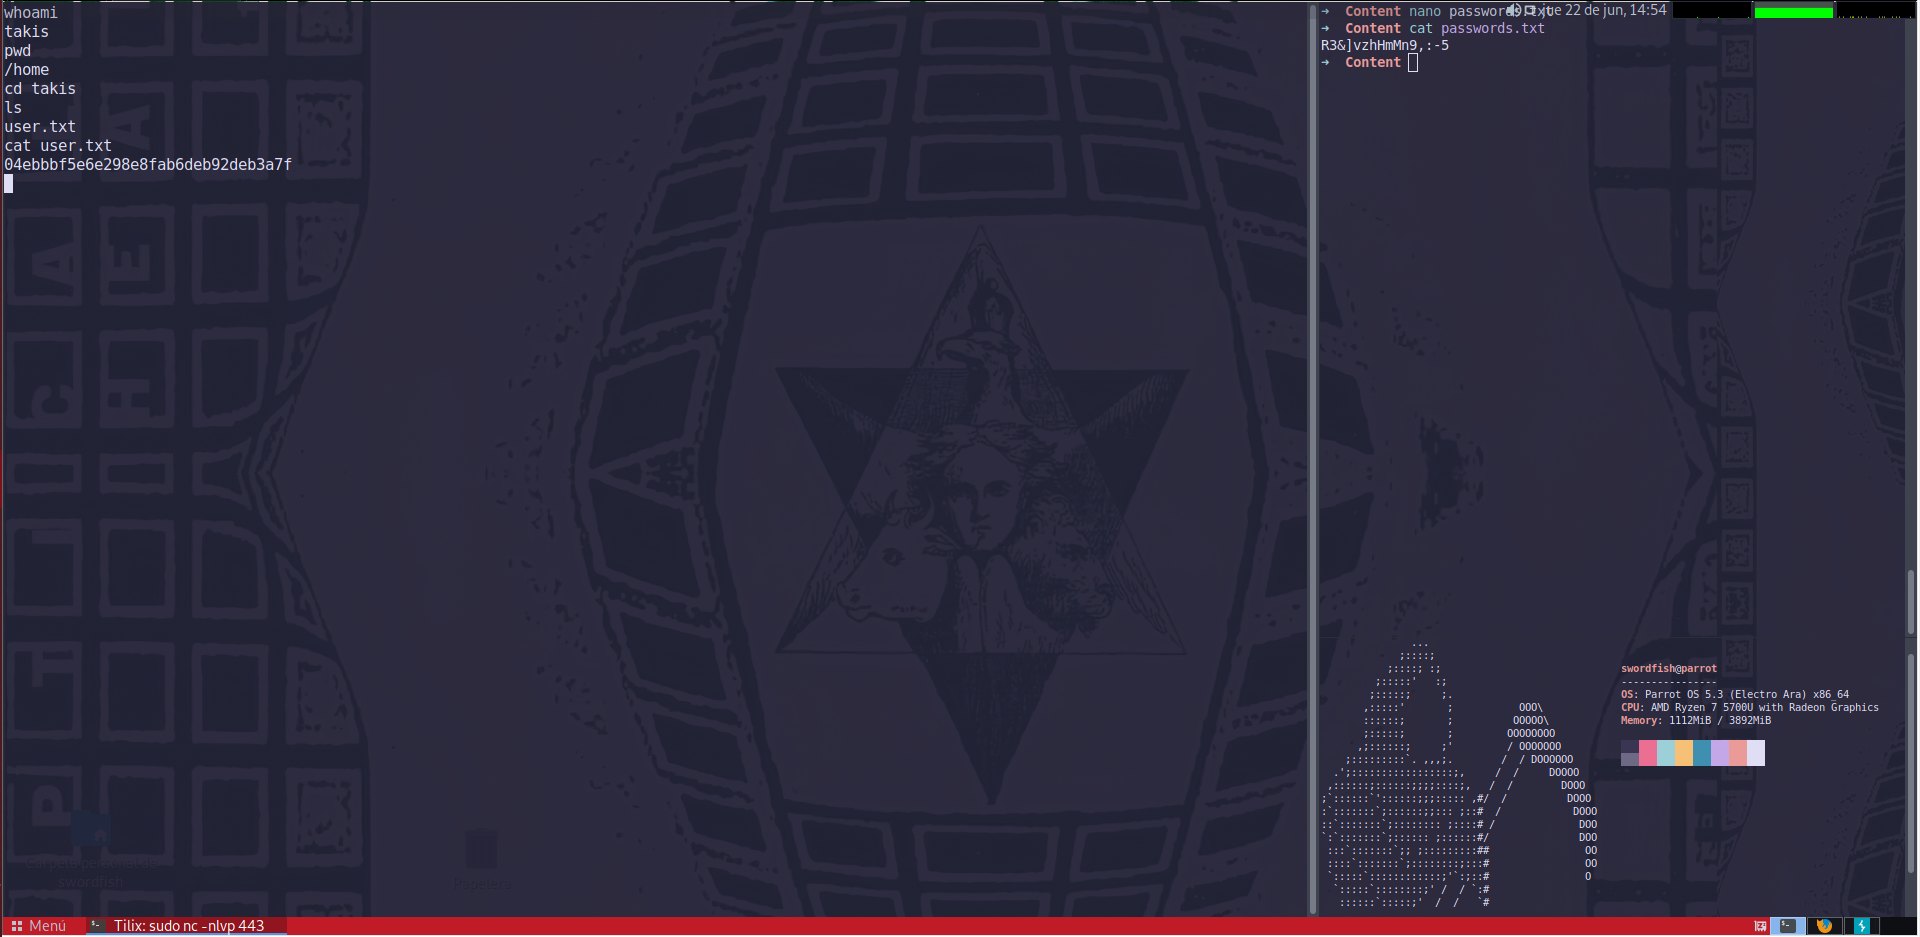 whoami
takis
pwd
/home
cd takis
ls
user.txt
cat user.txt
04ebbbf5e6e298e8fab6deb92deb3a7f
→ Content nano passwords.txt
jue 22 de jun, 14:54
→ Content cat passwords.txt
R3&]vzhHmMn9,:-5
→ Content
swordfish@parrot
----------------
OS: Parrot OS 5.3 (Electro Ara) x86_64
CPU: AMD Ryzen 7 5700U with Radeon Graphics
Memory: 1112MiB / 3892MiB
swordfish
Papelera
Menú
Tilix: sudo nc -nlvp 443